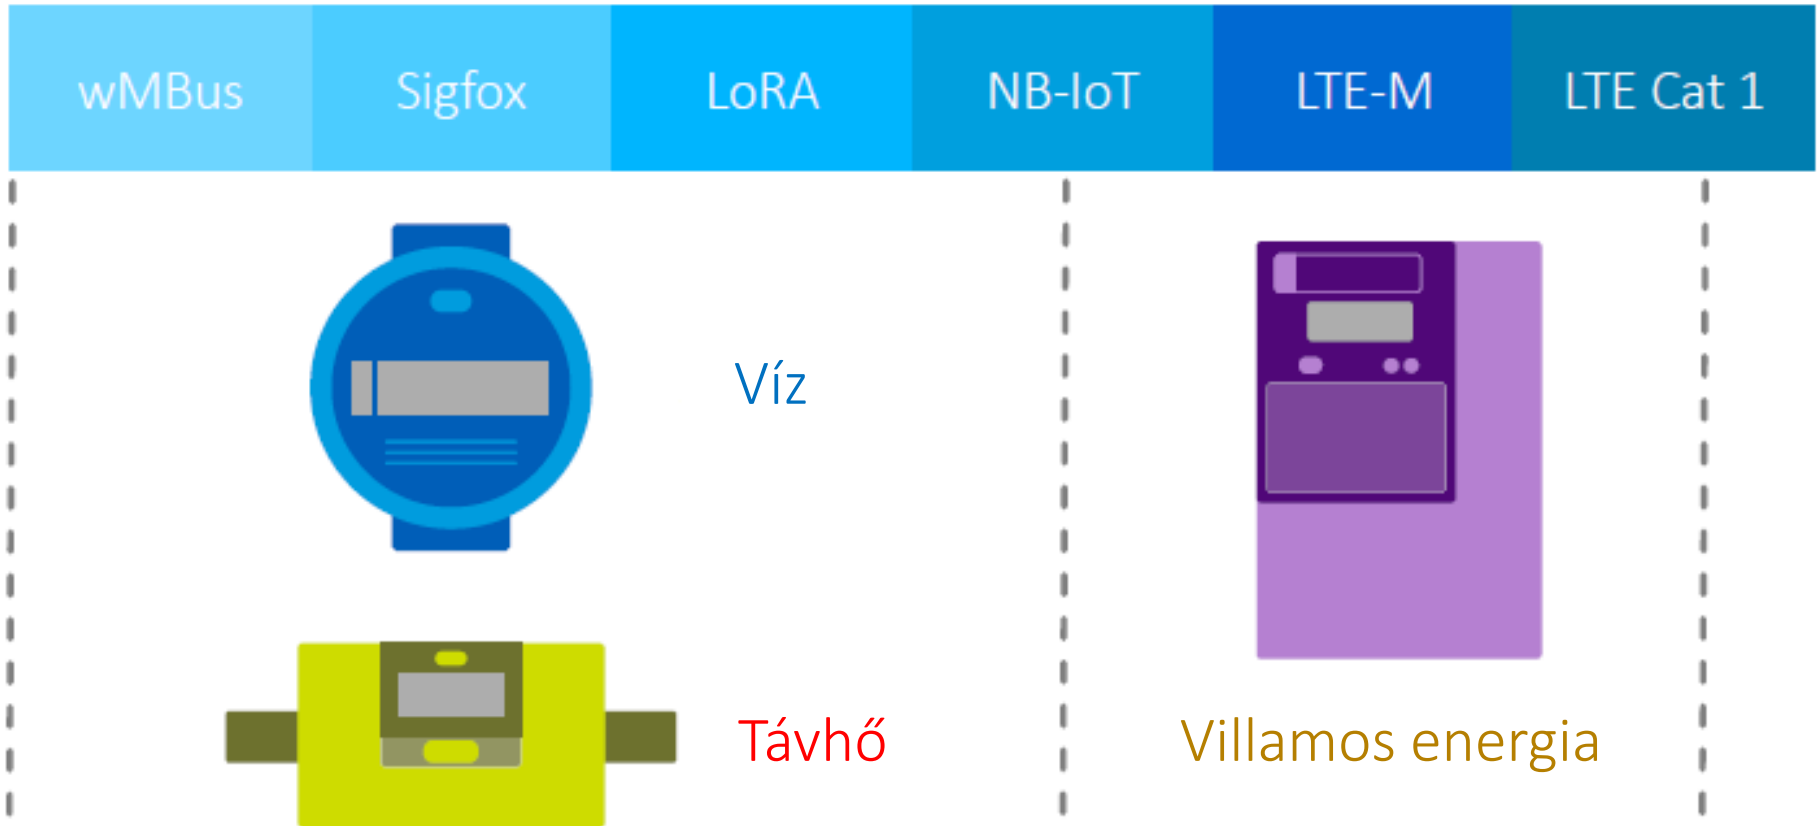 wMBus Sigfox LoRA NB-IoT LTE-M LTE Cat 1
Víz
Távhő
Villamos energia